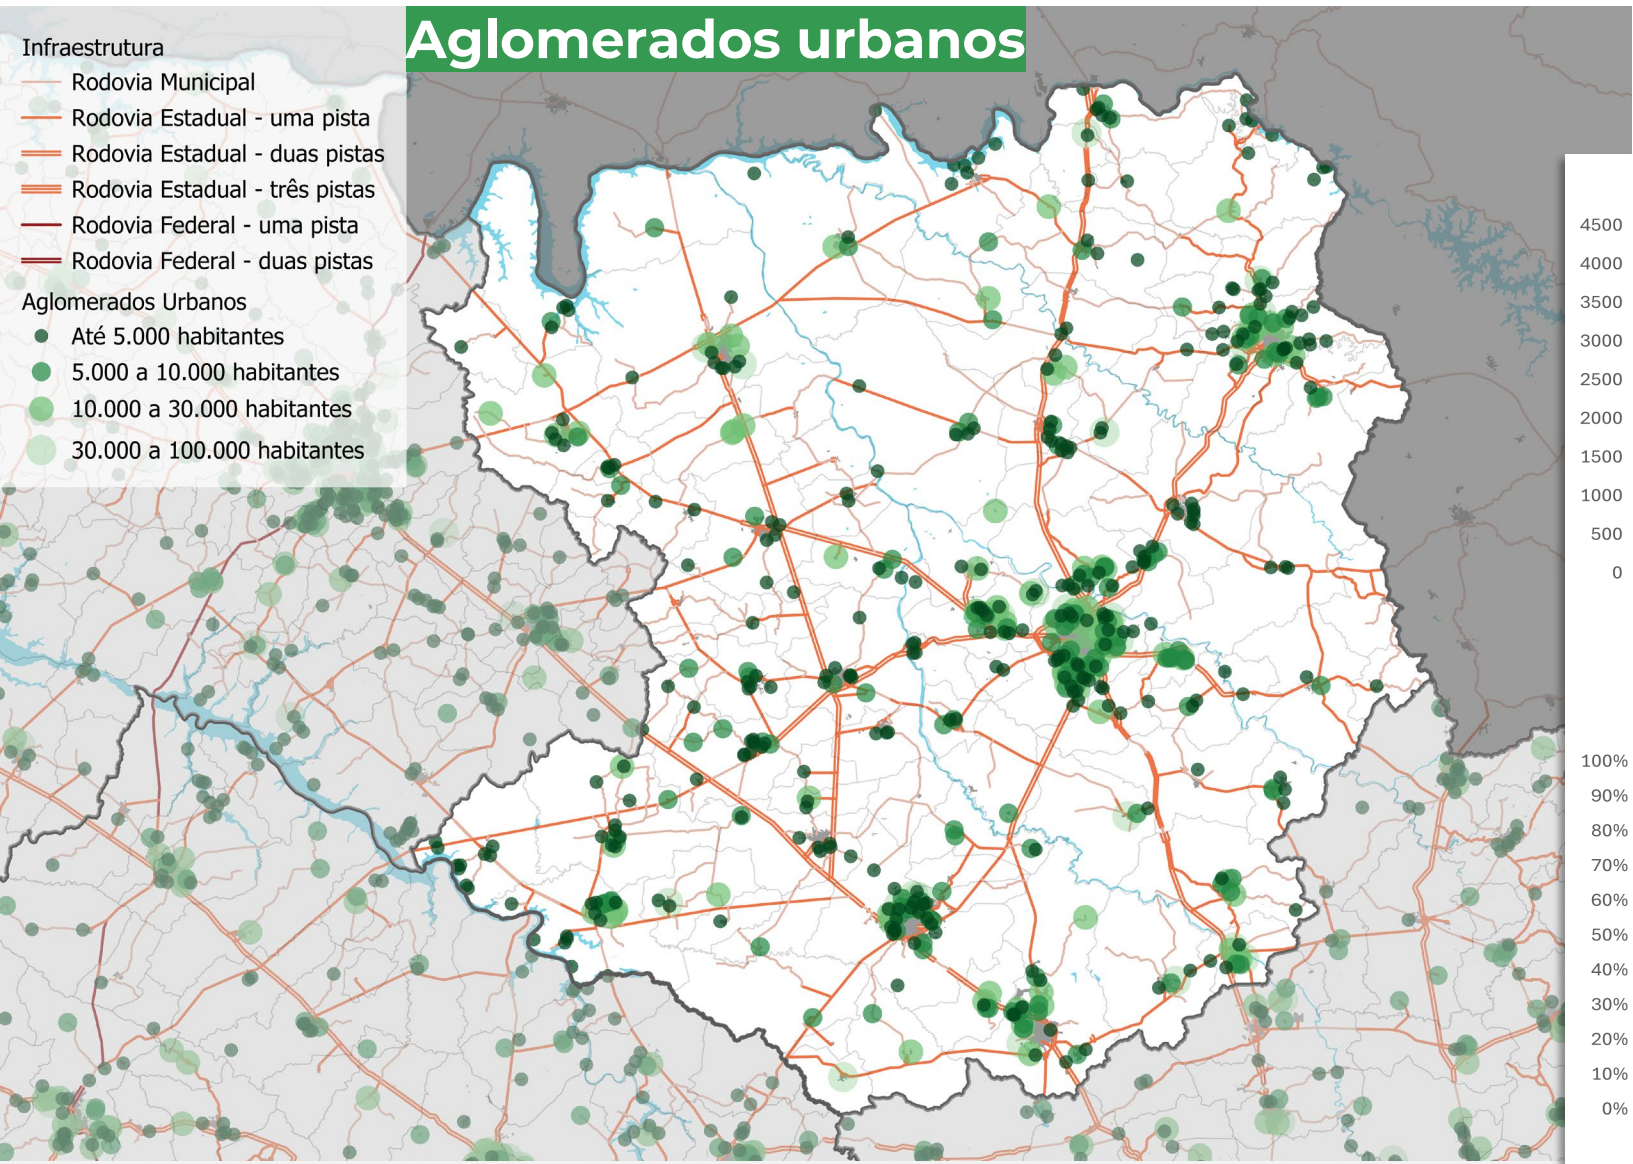 Aglomerados urbanos
Infraestrutura
Rodovia Municipal
Rodovia Estadual - uma pista
Rodovia Estadual - duas pistas
Rodovia Estadual - três pistas
Rodovia Federal - uma pista
Rodovia Federal - duas pistas
Aglomerados Urbanos
Até 5.000 habitantes
5.000 a 10.000 habitantes
10.000 a 30.000 habitantes
30.000 a 100.000 habitantes
4500
4000
3500
3000
2500
2000
1500
1000
500
0
100%
90%
80%
70%
60%
50%
40%
30%
20%
10%
0%